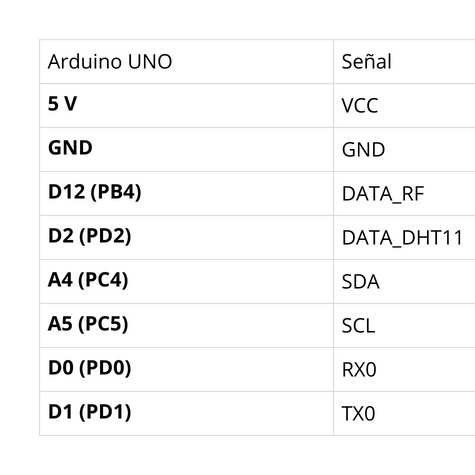 Arduino UNO Señal
5 V VCC
GND GND
D12 (PB4) DATA_RF
D2 (PD2) DATA_DHT11
A4 (PC4) SDA
A5 (PC5) SCL
D0 (PD0) RX0
D1 (PD1) TX0